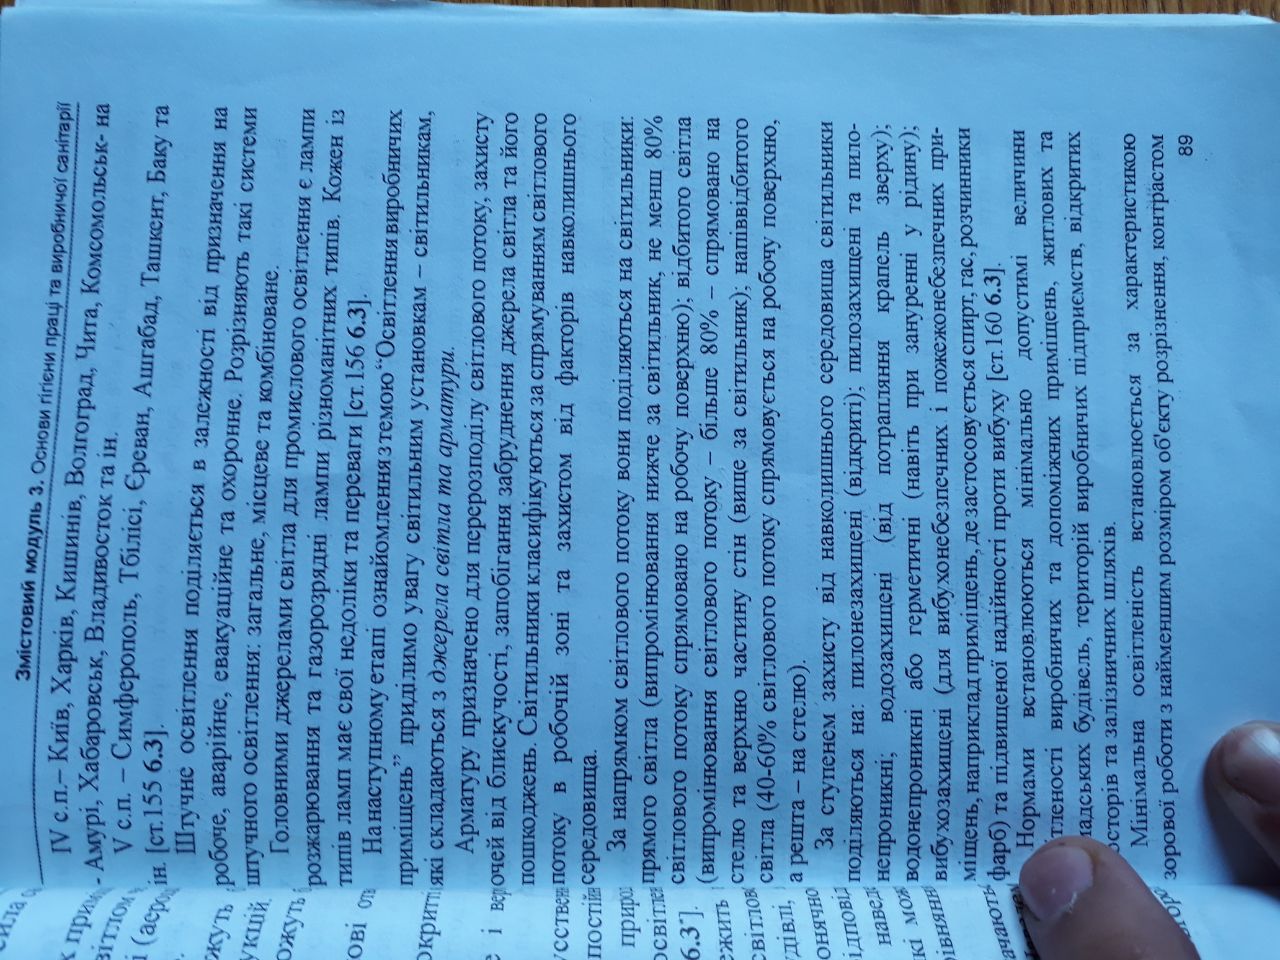 Змістовий модуль 3. Основи гігієни праці та виробничої санітарії
IV с.п.– Київ, Харків, Кишинів, Волгоград, Чита, Комсомольськ- на
- Амурі, Хабаровськ, Владивосток та ін.
V с.п. – Симферополь, Тбілісі, Єреван, Ашгабад, Ташкент, Баку та
ін. [ст.155 6.3].
Штучне освітлення поділяється в залежності від призначення на
робоче, аварійне, евакуаційне та охоронне. Розрізняють такі системи
штучного освітлення: загальне, місцеве та комбіноване.
Головними джерелами світла для промислового освітлення є лампи
розжарювання та газорозрядні лампи різноманітних типів. Кожен із
типів ламп має свої недоліки та переваги [ст.156 6.3].
На наступному етапі ознайомлення з темою “Освітлення виробничих
приміщень” приділимо увагу світильним установкам – світильникам,
які складаються з джерела світла та арматури.
Арматуру призначено для перерозподілу світлового потоку, захисту
очей від блискучості, запобігання забруднення джерела світла та його
пошкоджень. Світильники класифікуються за спрямуванням світлового
потоку в робочій зоні та захистом від факторів навколишнього
середовища.
За напрямком світлового потоку вони поділяються на світильники:
прямого світла (випромінювання нижче за світильник, не менш 80%
світлового потоку спрямовано на робочу поверхню); відбитого світла
(випромінювання світлового потоку – більше 80% – спрямовано на
стелю та верхню частину стін (вище за світильник); напіввідбитого
світла (40-60% світлового потоку спрямовується на робочу поверхню,
а решта – на стелю).
За ступенем захисту від навколишнього середовища світильники
поділяються на: пилонезахищені (відкриті); пилозахищені та пило-
непроникні; водозахищені (від потрапляння крапель зверху);
водонепроникні або герметичні (навіть при зануренні у рідину);
вибухозахищені (для вибухонебезпечних і пожежонебезпечних при-
міщень, наприклад приміщень, де застосовується спирт, гас, розчинники
фарб) та підвищеної надійності проти вибуху [ст.160 6.3].
Нормами встановлюються мінімально допустимі величини
виробничих та допоміжних приміщень, житлових та
будівель, територій виробничих підприємств, відкритих
та залізничних шляхів.
Мінімальна освітленість встановлюється за характеристикою
зорової роботи з найменшим розміром об'єкту розрізнення, контрастом
89